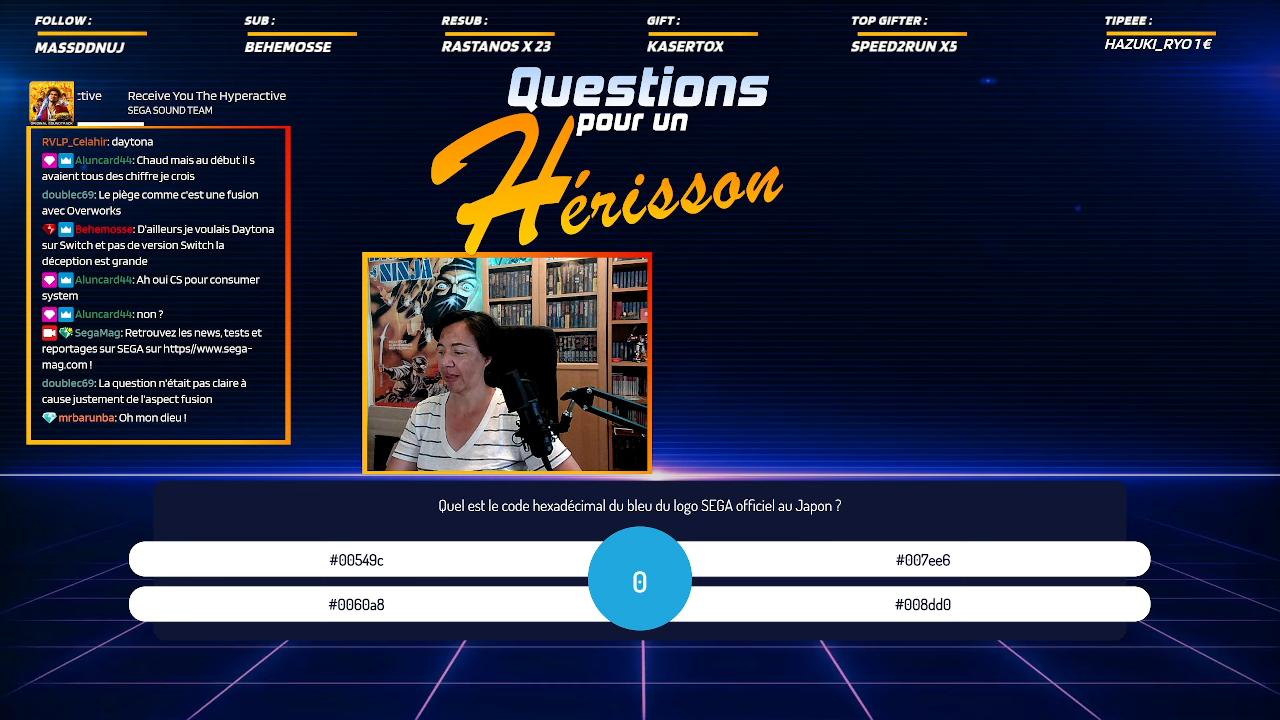 FOLLOW :
MASSDDNUJ
SUB :
BEHEMOSSE
RESUB :
RASTANOS X 23
GIFT :
KASERTOX
TOP GIFTER :
SPEED2RUN X5
TIPEEE :
HAZUKI_RYO 1 €
Questions
pour un
Hérisson
:tive Receive You The Hyperactive
SEGA SOUND TEAM
RVLP_Celahir: daytona
Aluncard44: Chaud mais au début il s
avaient tous des chiffre je crois
doublec69: Le piège comme c'est une fusion
avec Overworks
Behemosse: D'ailleurs je voulais Daytona
sur Switch et pas de version Switch la
déception est grande
Aluncard44: Ah oui CS pour consumer
system
Aluncard44: non ?
SegaMag: Retrouvez les news, tests et
reportages sur SEGA sur https//www.sega-
mag.com !
doublec69: La question n'était pas claire à
cause justement de l'aspect fusion
mrbarunba: Oh mon dieu !
NINJA
Quel est le code hexadécimal du bleu du logo SEGA officiel au Japon ?
#00549c
#007ee6
0
#0060a8
#008dd0